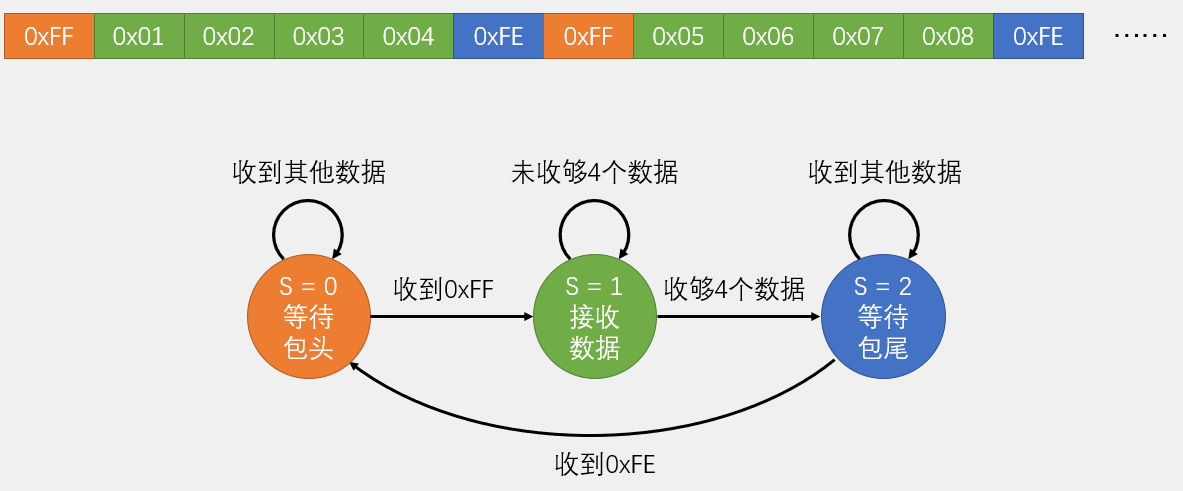 0xFF 0x01 0x02 0x03 0x04 0xFE 0xFF 0x05 0x06 0x07 0x08 0xFE ······
收到其他数据 未收够4个数据 收到其他数据
S = 0
等待
包头
收到0xFF
S = 1
接收
数据
收够4个数据
S = 2
等待
包尾
收到0xFE